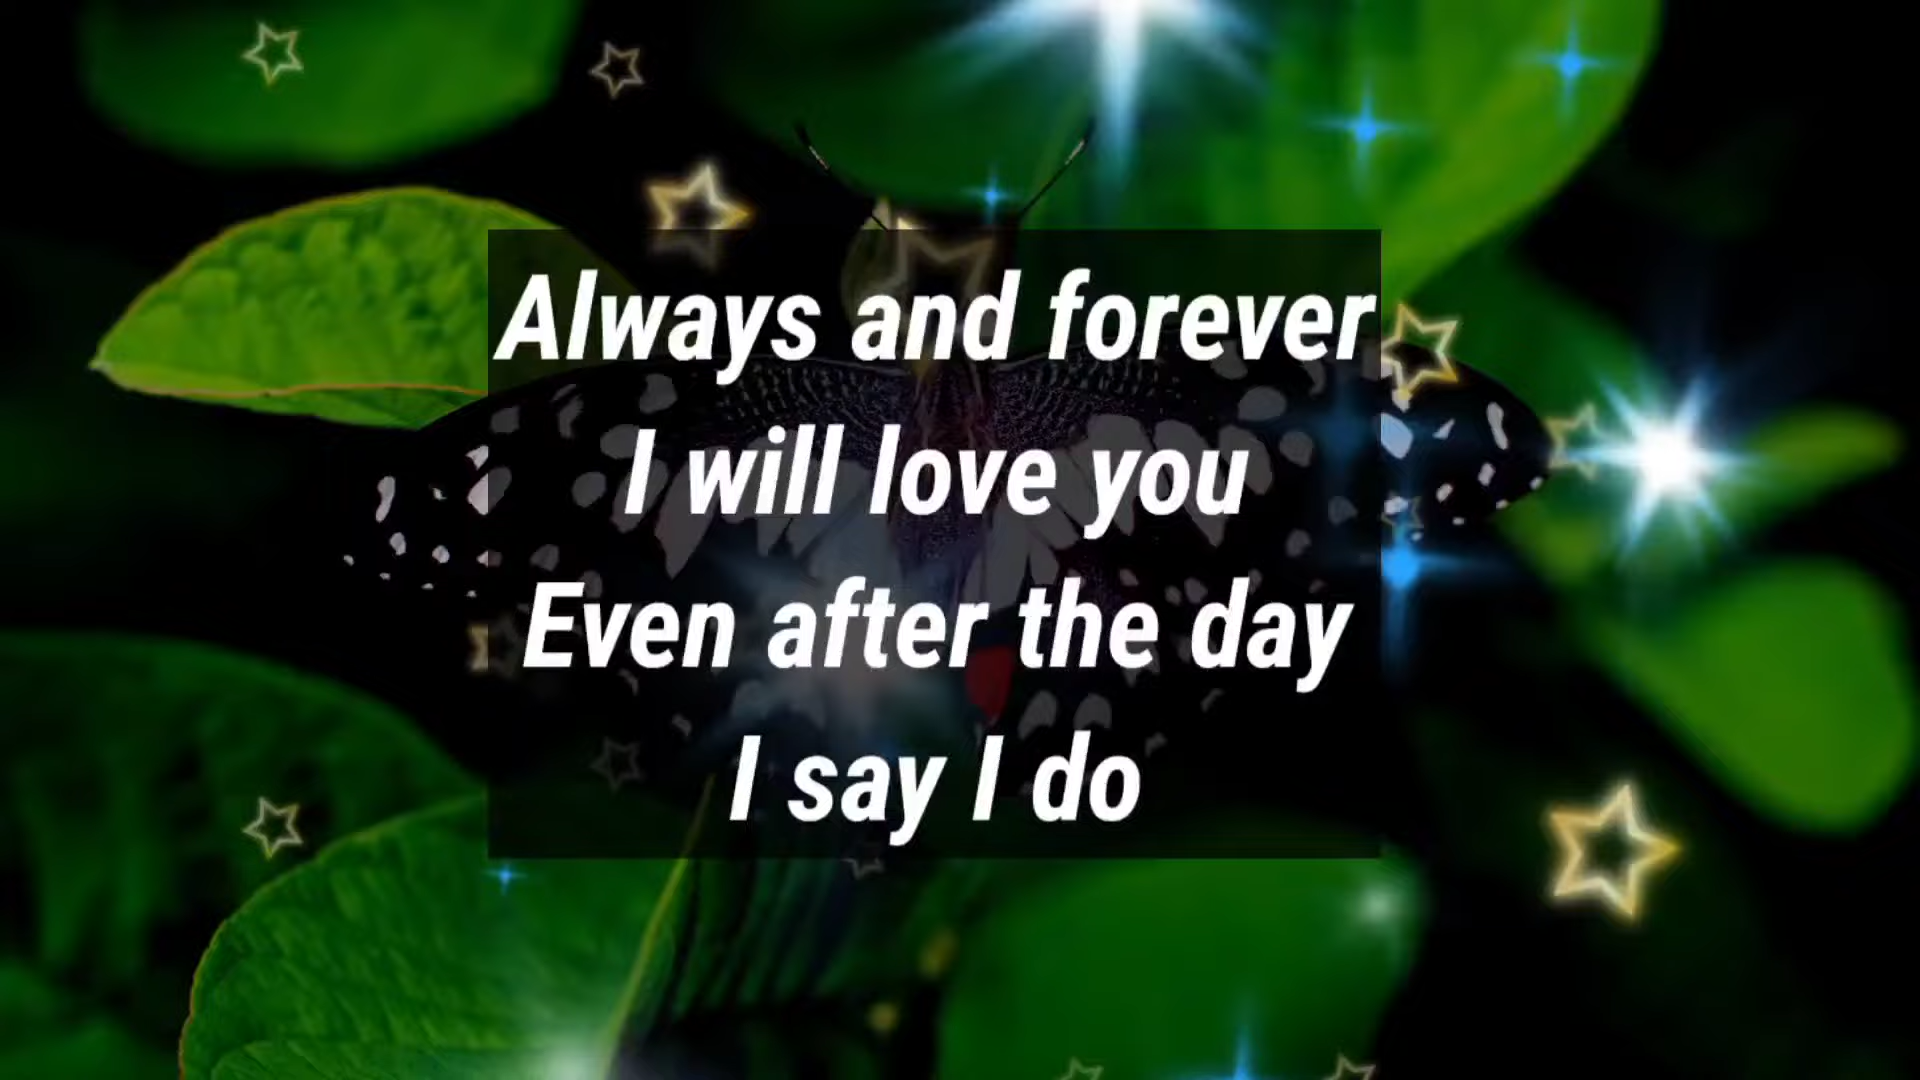 Always and forever
I will love you
Even after the day
I say I do